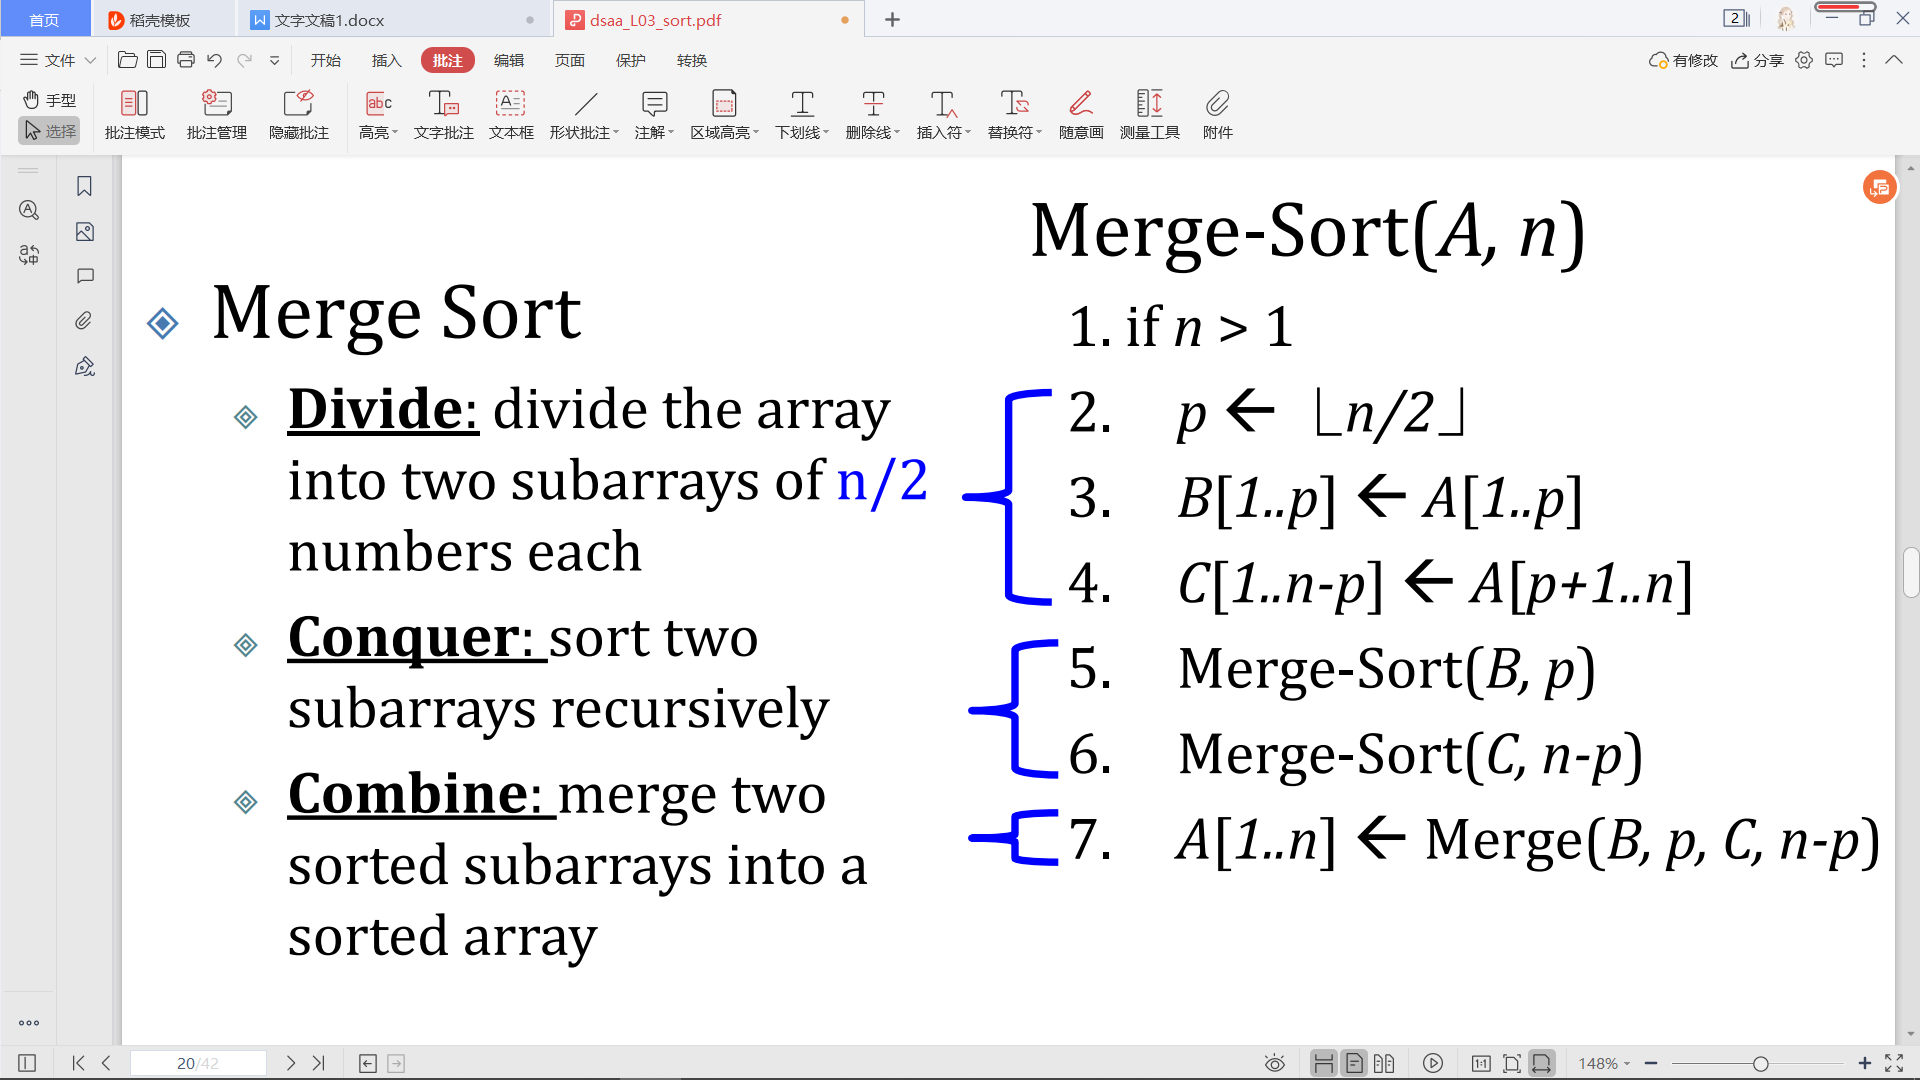 首页
稻壳模板
文字文稿1.docx
dsaa_L03_sort.pdf
2
文件
开始
插入
批注
编辑
页面
保护
转换
有修改
分享
手型
选择
批注模式
批注管理
隐藏批注
高亮
文字批注
文本框
形状批注
注解
区域高亮
下划线
删除线
插入符
替换符
随意画
测量工具
附件
Merge Sort
Divide: divide the array
into two subarrays of n/2
numbers each
Conquer: sort two
subarrays recursively
Combine: merge two
sorted subarrays into a
sorted array
Merge-Sort(A, n)
1. if n > 1
2. p ← ⌊n/2⌋
3. B[1..p] ← A[1..p]
4. C[1..n-p] ← A[p+1..n]
5. Merge-Sort(B, p)
6. Merge-Sort(C, n-p)
7. A[1..n] ← Merge(B, p, C, n-p)
20/42
1:1
148%